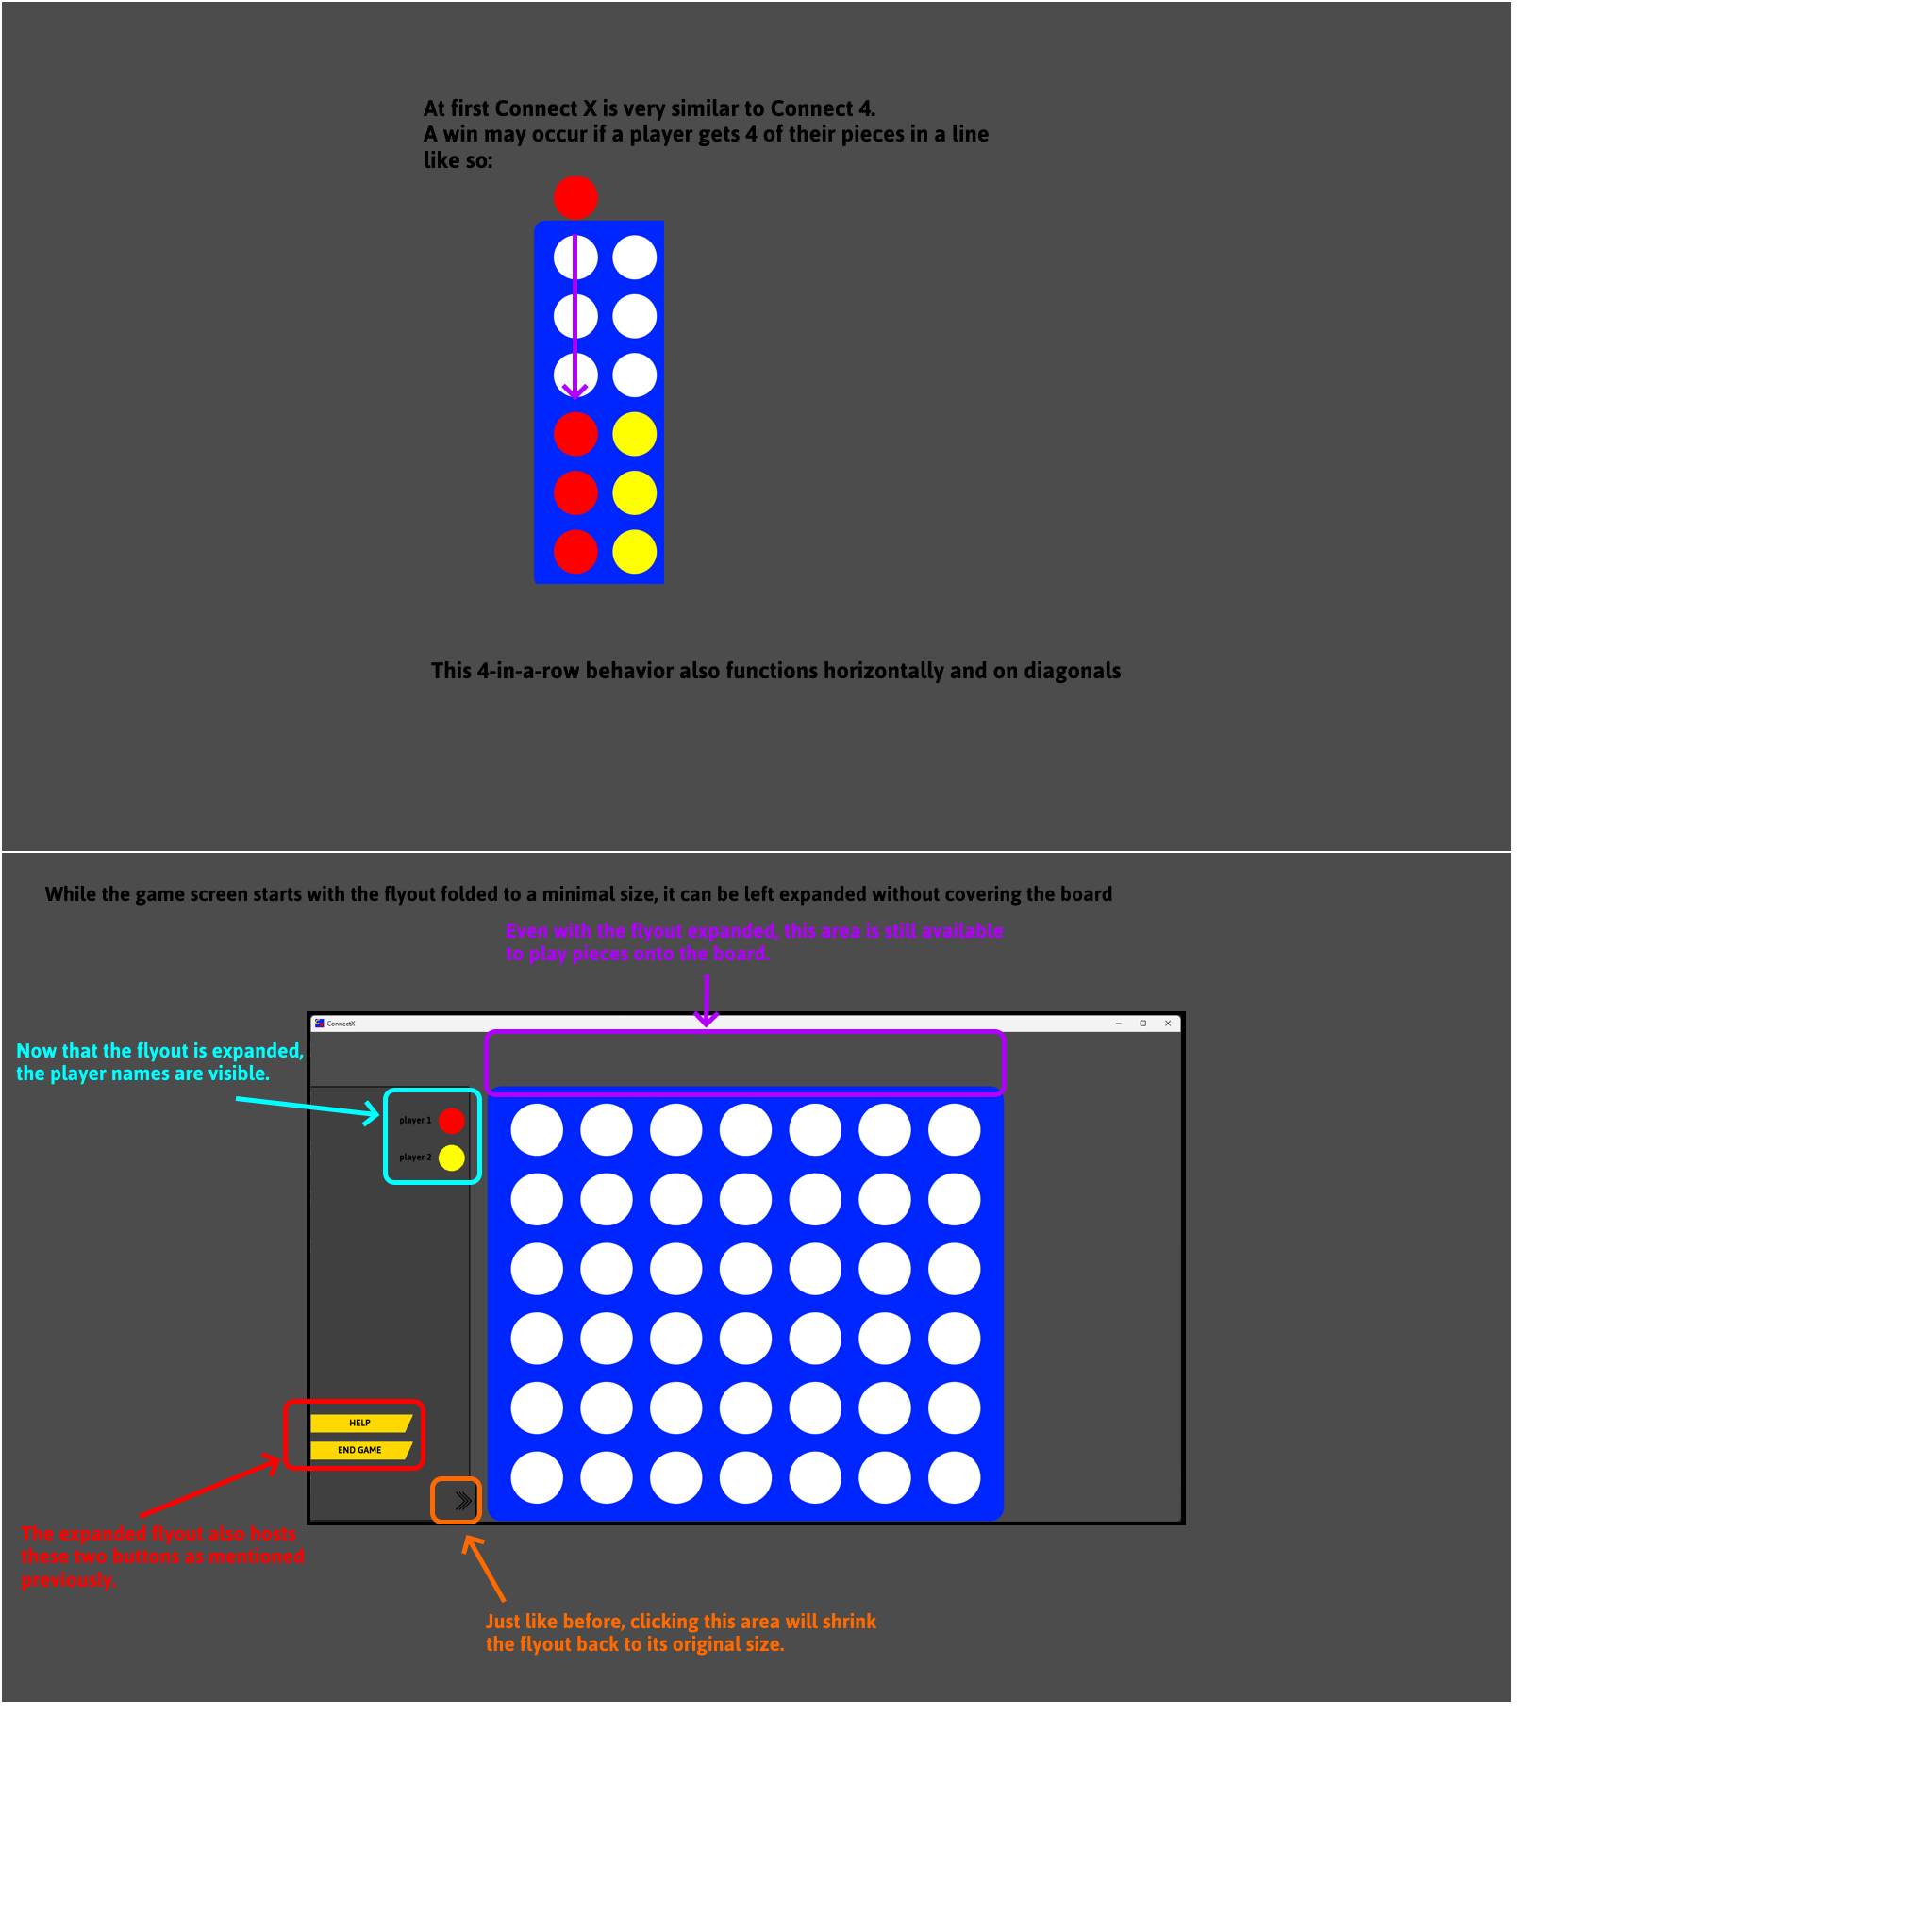 At first Connect X is very similar to Connect 4.
A win may occur if a player gets 4 of their pieces in a line
like so:
This 4-in-a-row behavior also functions horizontally and on diagonals
While the game screen starts with the flyout folded to a minimal size, it can be left expanded without covering the board
Even with the flyout expanded, this area is still available
to play pieces onto the board.
ConnectX
Now that the flyout is expanded,
the player names are visible.
player 1
player 2
HELP
END GAME
The expanded flyout also hosts
these two buttons as mentioned
previously.
Just like before, clicking this area will shrink
the flyout back to its original size.